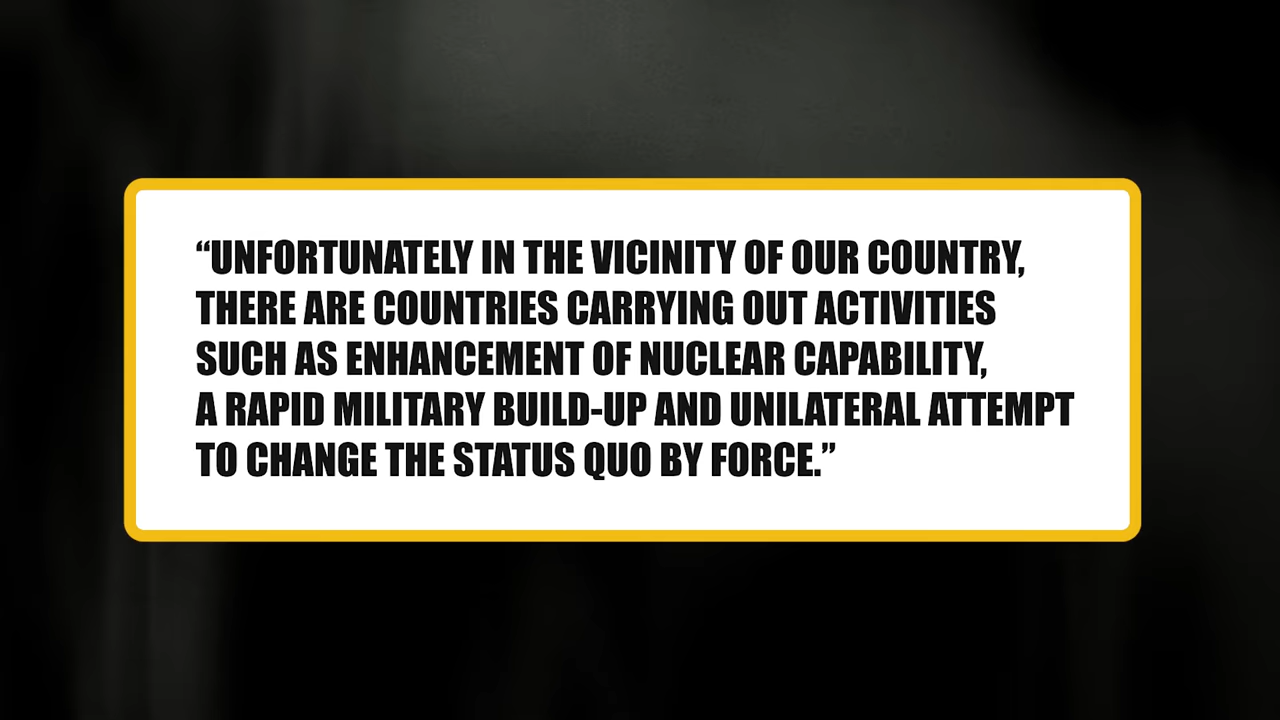 “UNFORTUNATELY IN THE VICINITY OF OUR COUNTRY,
THERE ARE COUNTRIES CARRYING OUT ACTIVITIES
SUCH AS ENHANCEMENT OF NUCLEAR CAPABILITY,
A RAPID MILITARY BUILD-UP AND UNILATERAL ATTEMPT
TO CHANGE THE STATUS QUO BY FORCE.”